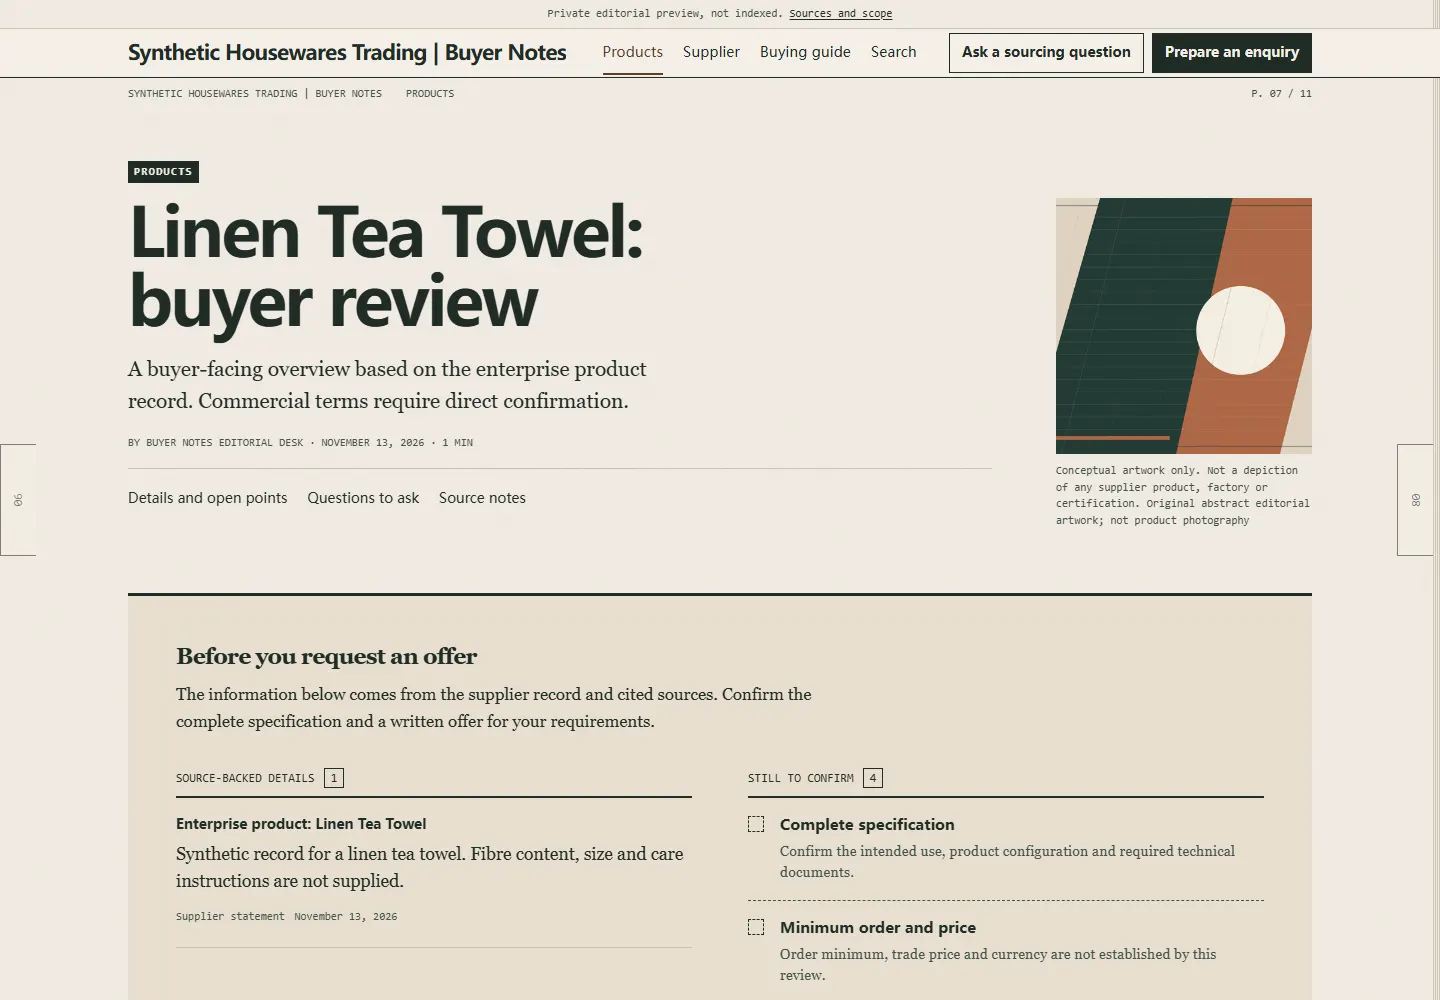 Private editorial preview, not indexed. Sources and scope
Synthetic Housewares Trading | Buyer Notes
Products
Supplier
Buying guide
Search
Ask a sourcing question
Prepare an enquiry
SYNTHETIC HOUSEWARES TRADING | BUYER NOTES
PRODUCTS
P. 07 / 11
PRODUCTS
Linen Tea Towel:
buyer review
A buyer-facing overview based on the enterprise product
record. Commercial terms require direct confirmation.
BY BUYER NOTES EDITORIAL DESK · NOVEMBER 13, 2026 · 1 MIN
Details and open points
Questions to ask
Source notes
Conceptual artwork only. Not a depiction
of any supplier product, factory or
certification. Original abstract editorial
artwork; not product photography
06
08
Before you request an offer
The information below comes from the supplier record and cited sources. Confirm the
complete specification and a written offer for your requirements.
SOURCE-BACKED DETAILS 1
Enterprise product: Linen Tea Towel
Synthetic record for a linen tea towel. Fibre content, size and care
instructions are not supplied.
Supplier statement November 13, 2026
STILL TO CONFIRM 4
Complete specification
Confirm the intended use, product configuration and required technical
documents.
Minimum order and price
Order minimum, trade price and currency are not established by this
review.